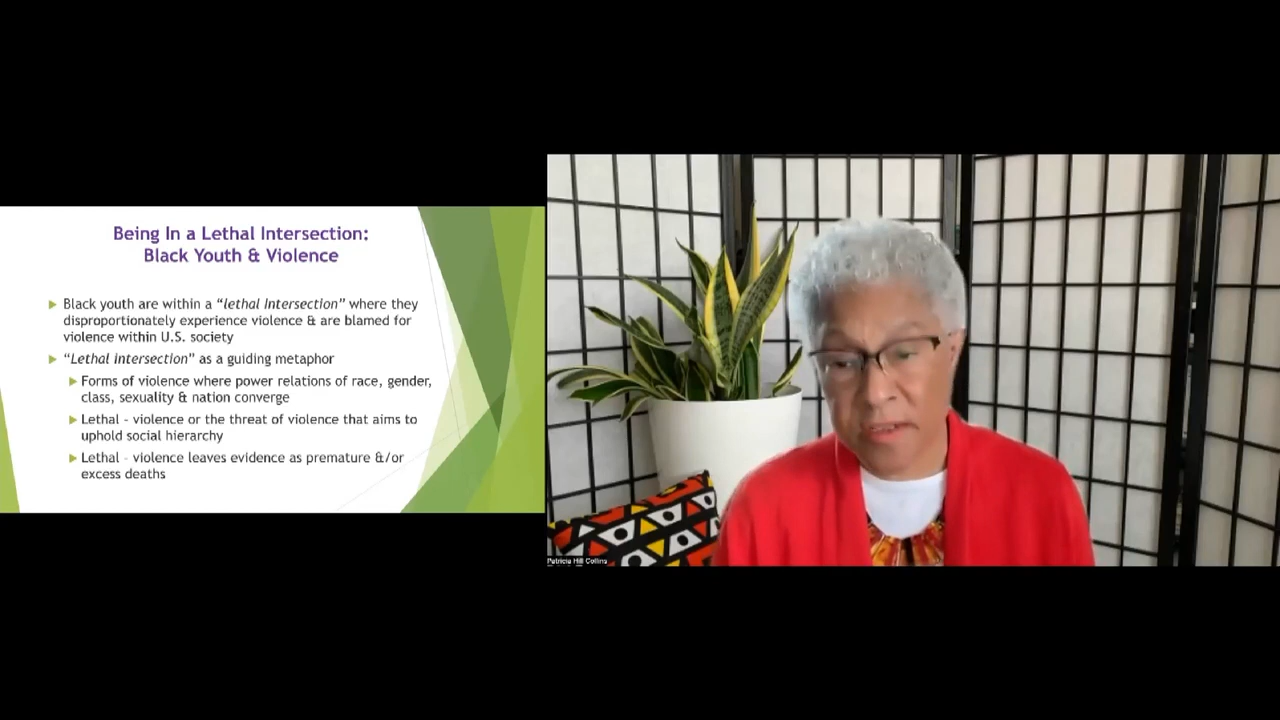 Being In a Lethal Intersection:
Black Youth & Violence
Black youth are within a “lethal Intersection” where they
disproportionately experience violence & are blamed for
violence within U.S. society
“Lethal intersection” as a guiding metaphor
Forms of violence where power relations of race, gender,
class, sexuality & nation converge
Lethal - violence or the threat of violence that aims to
uphold social hierarchy
Lethal - violence leaves evidence as premature &/or
excess deaths
Patricia Hill Collins